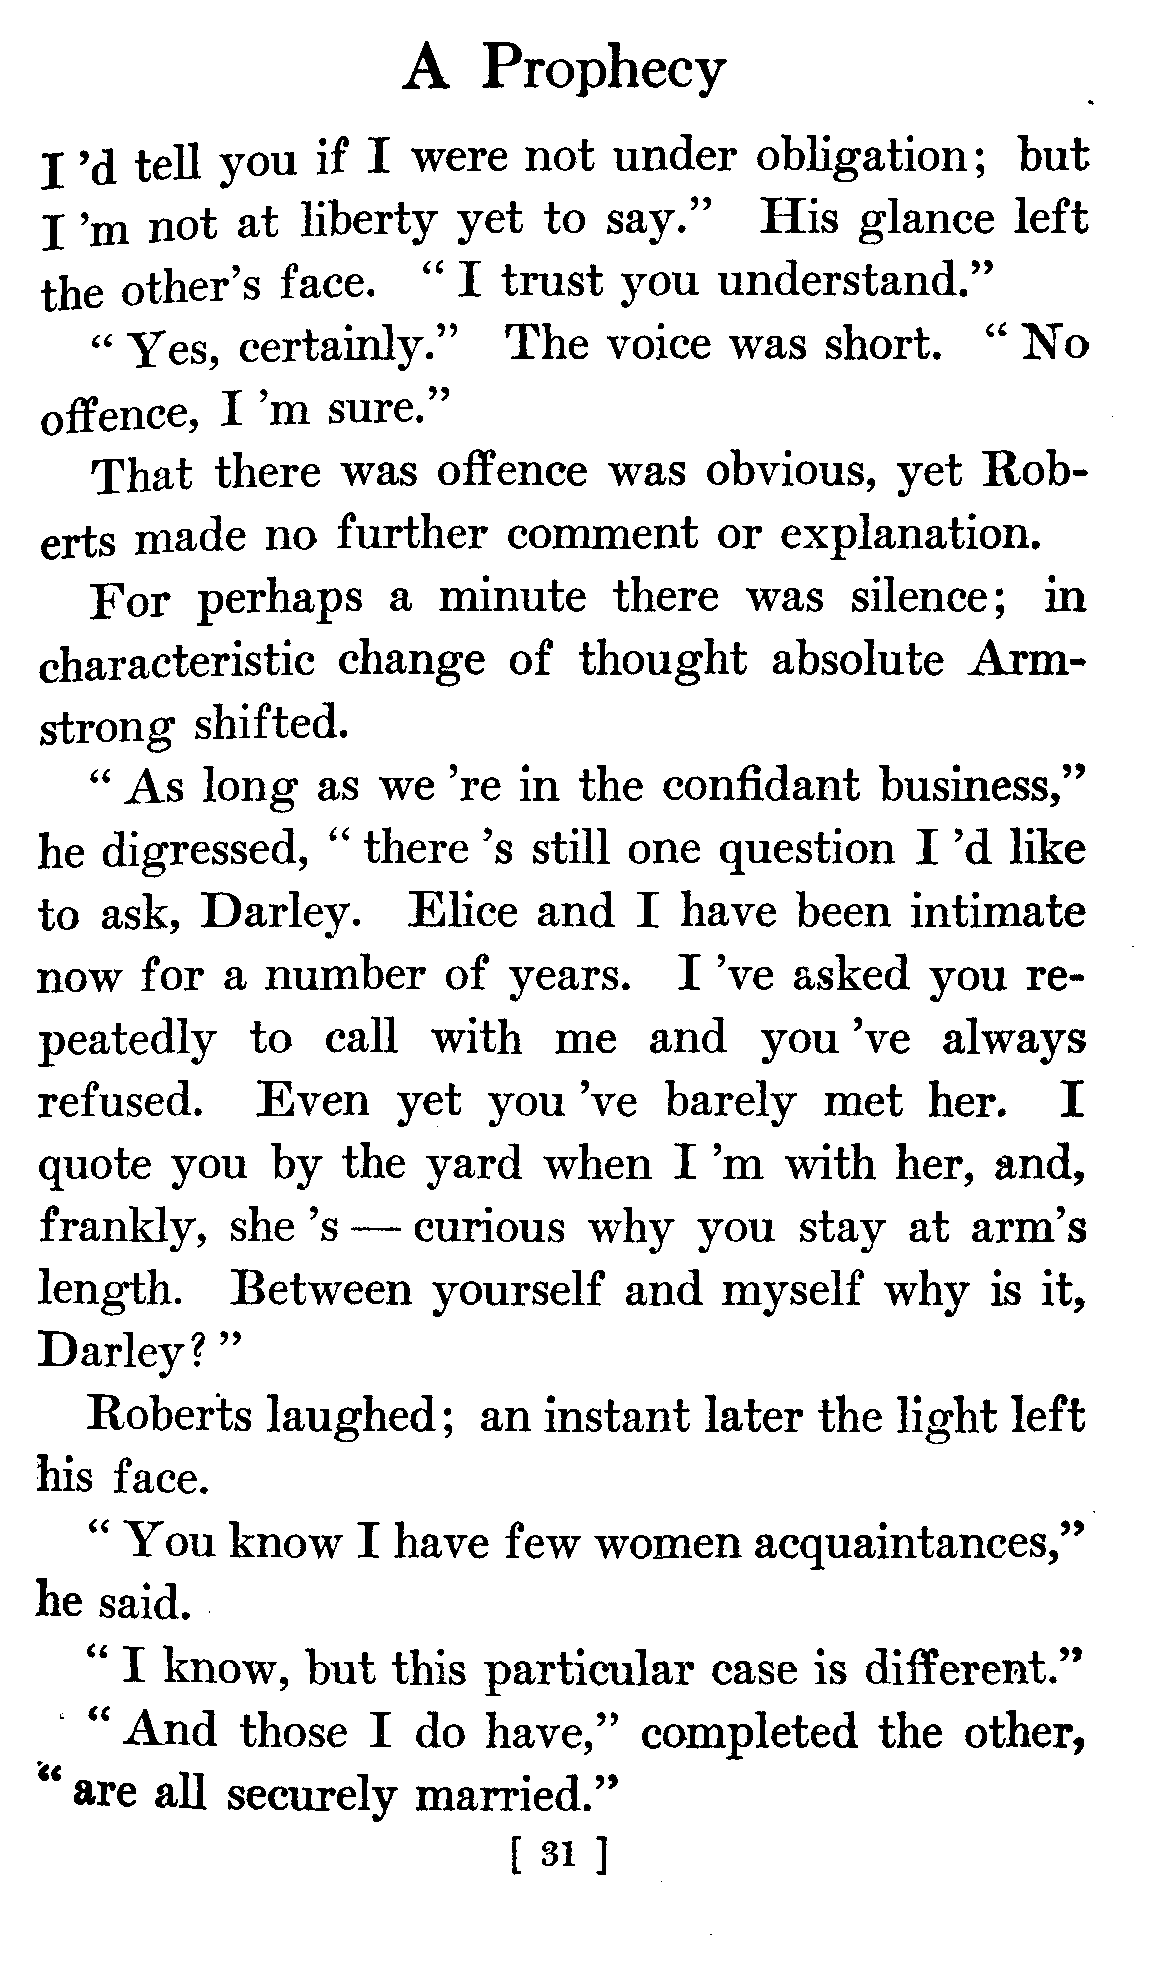 A Prophecy
I 'd tell you if I were not under obligation; but
I 'm not at liberty yet to say.” His glance left
the other's face. “ I trust you understand.”
“ Yes, certainly.” The voice was short. “ No
offence, I 'm sure.”
That there was offence was obvious, yet Rob-
erts made no further comment or explanation.
For perhaps a minute there was silence; in
characteristic change of thought absolute Arm-
strong shifted.
“ As long as we 're in the confidant business,”
he digressed, “ there 's still one question I 'd like
to ask, Darley. Elice and I have been intimate
now for a number of years. I 've asked you re-
peatedly to call with me and you 've always
refused. Even yet you 've barely met her. I
quote you by the yard when I 'm with her, and,
frankly, she 's — curious why you stay at arm's
length. Between yourself and myself why is it,
Darley? ”
Roberts laughed; an instant later the light left
his face.
“ You know I have few women acquaintances,”
he said.
“ I know, but this particular case is different.”
“ And those I do have,” completed the other,
“ are all securely married.”
[ 31 ]